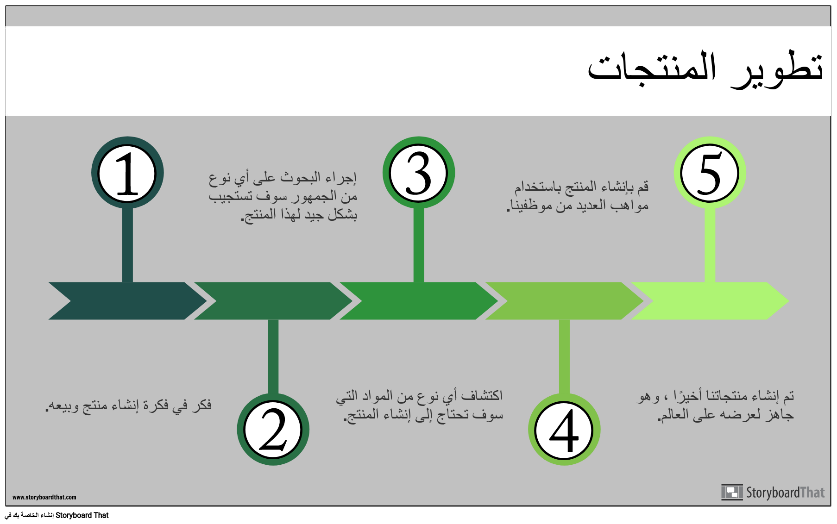 تطوير المنتجات
1
فكر في فكرة إنشاء منتج وبيعه.
2
إجراء البحوث على أي نوع
من الجمهور سوف تستجيب
بشكل جيد لهذا المنتج.
3
اكتشاف أي نوع من المواد التي
سوف تحتاج إلى إنشاء المنتج.
4
قم بإنشاء المنتج باستخدام
مواهب العديد من موظفينا.
5
تم إنشاء منتجاتنا أخيرًا ، وهو
جاهز لعرضه على العالم.
www.storyboardthat.com
StoryboardThat
انشاء الخاصة بك في Storyboard That